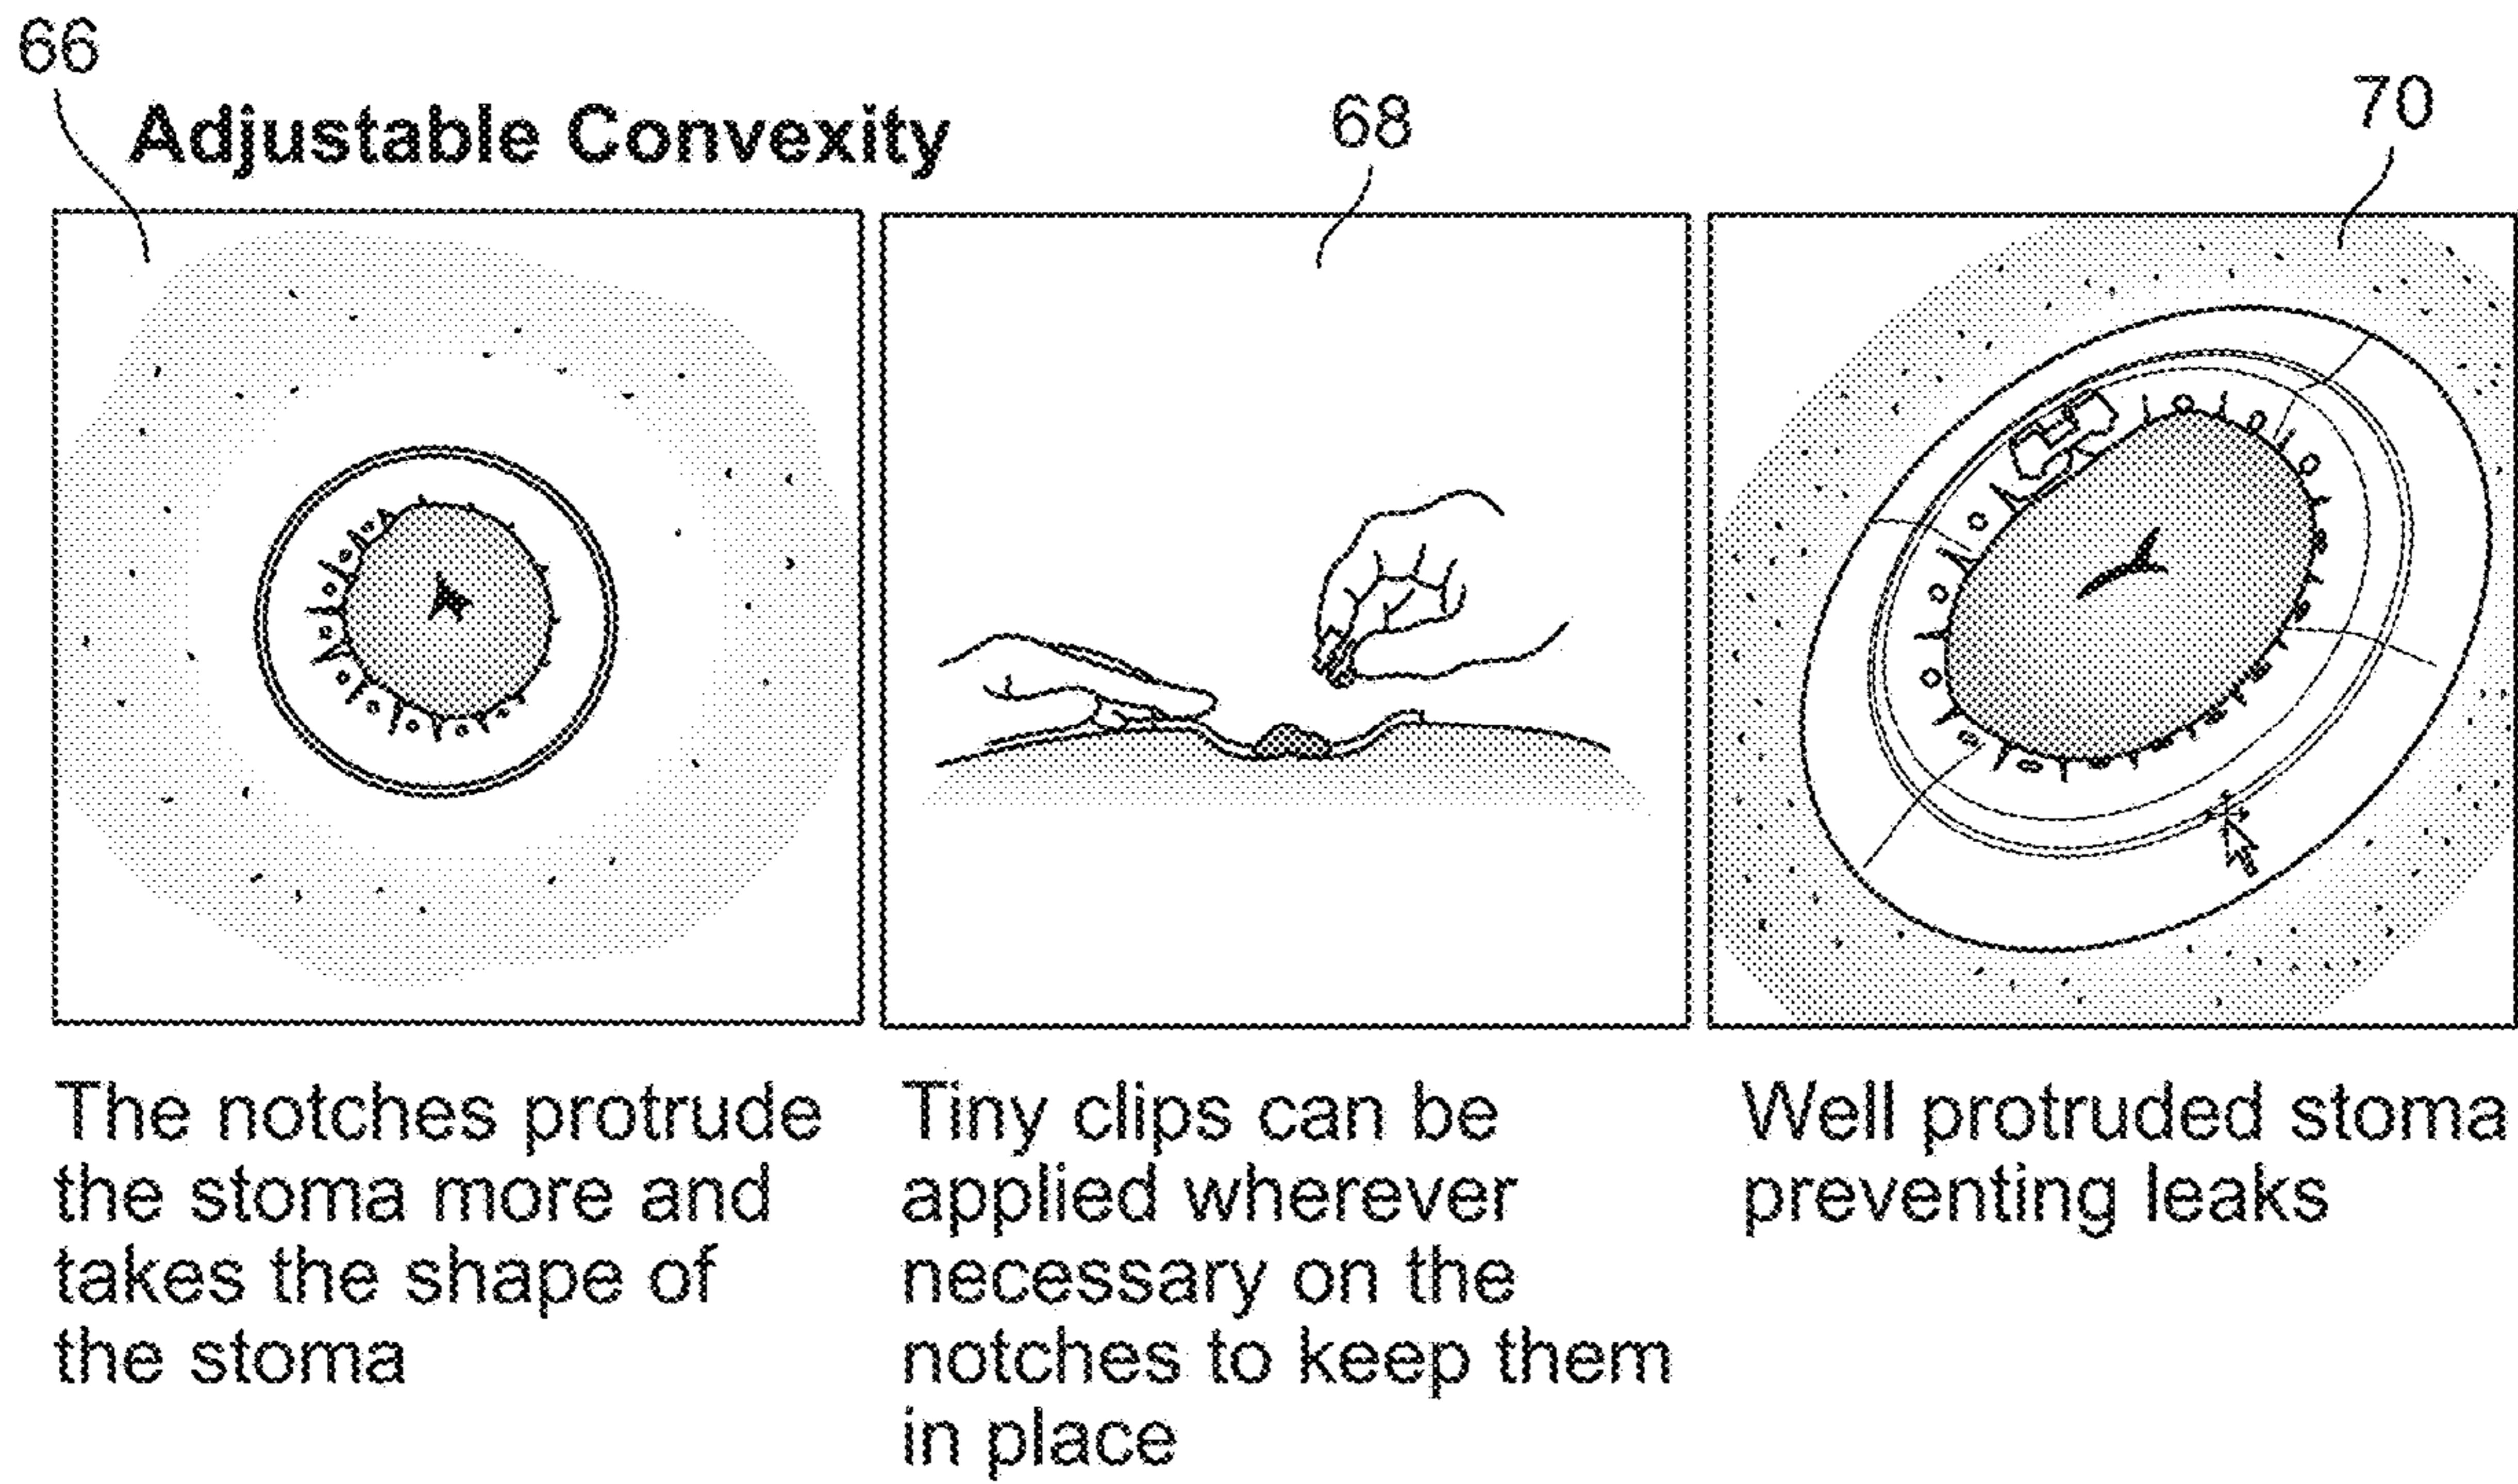 66
Adjustable Convexity
68
70
The notches protrude
the stoma more and
takes the shape of
the stoma
Tiny clips can be
applied wherever
necessary on the
notches to keep them
in place
Well protruded stoma
preventing leaks